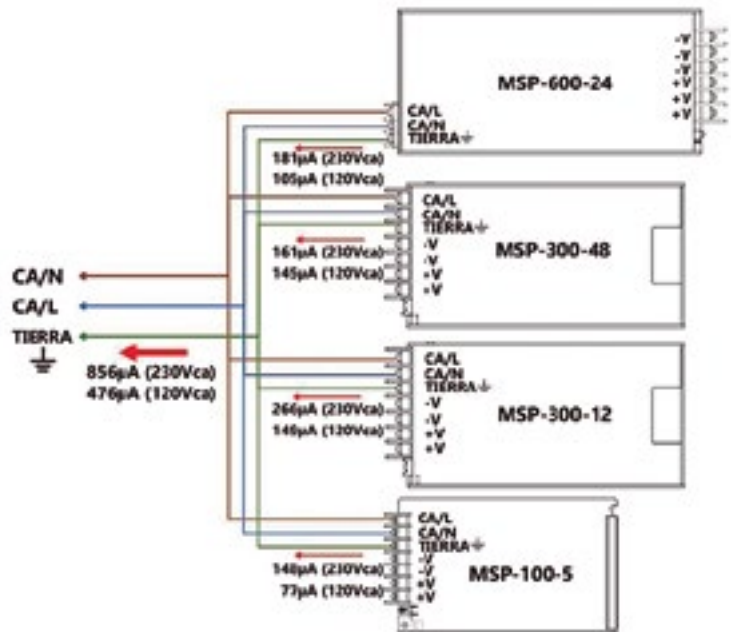 MSP-600-24
-V
-V
-V
+V
+V
+V
CA/L
CA/N
TIERRA
181µA (230Vca)
105µA (120Vca)
MSP-300-48
CA/L
CA/N
TIERRA
-V
-V
+V
+V
161µA (230Vca)
145µA (120Vca)
CA/N
CA/L
TIERRA
856µA (230Vca)
476µA (120Vca)
MSP-300-12
CA/L
CA/N
TIERRA
-V
-V
+V
+V
266µA (230Vca)
146µA (120Vca)
MSP-100-5
CA/L
CA/N
TIERRA
-V
-V
+V
+V
148µA (230Vca)
77µA (120Vca)